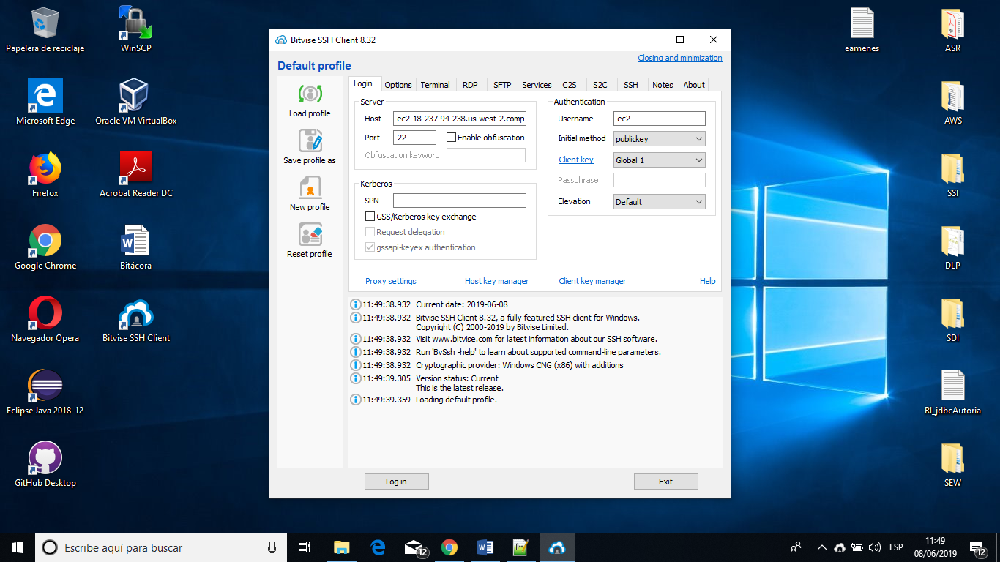 Papelera de reciclaje
WinSCP
Microsoft Edge
Oracle VM VirtualBox
Firefox
Acrobat Reader DC
Google Chrome
Bitácora
Navegador Opera
Bitvise SSH Client
Eclipse Java 2018-12
GitHub Desktop
Bitvise SSH Client 8.32
Closing and minimization
Default profile
Load profile
Save profile as
New profile
Reset profile
Login Options Terminal RDP SFTP Services C2S S2C SSH Notes About
Server
Host ec2-18-237-94-238.us-west-2.comp
Port 22 Enable obfuscation
Obfuscation keyword
Kerberos
SPN
GSS/Kerberos key exchange
Request delegation
gssapi-keyex authentication
Authentication
Username ec2
Initial method publickey
Client key Global 1
Passphrase
Elevation Default
Proxy settings Host key manager Client key manager Help
11:49:38.932 Current date: 2019-06-08
11:49:38.932 Bitvise SSH Client 8.32, a fully featured SSH client for Windows.
Copyright (C) 2000-2019 by Bitvise Limited.
11:49:38.932 Visit www.bitvise.com for latest information about our SSH software.
11:49:38.932 Run 'BvSsh -help' to learn about supported command-line parameters.
11:49:38.932 Cryptographic provider: Windows CNG (x86) with additions
11:49:39.305 Version status: Current
This is the latest release.
11:49:39.359 Loading default profile.
Log in Exit
eamenes
ASR
PDF
AWS
SSI
DLP
SDI
RI_jdbcAutoria
SEW
Escribe aquí para buscar
12
ESP
11:49
08/06/2019
12